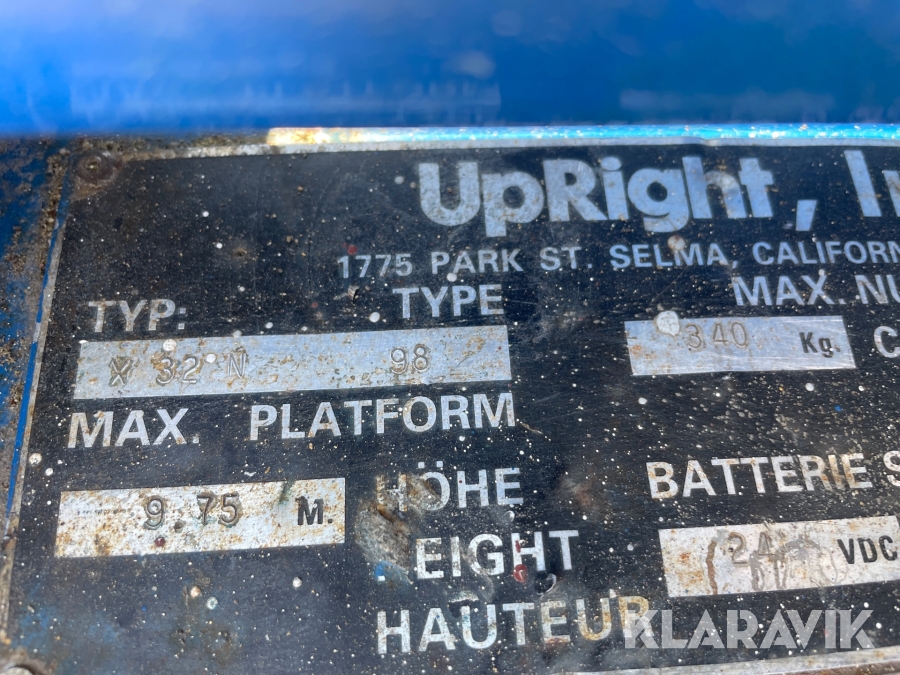 UpRight, I
1775 PARK ST. SELMA, CALIFORN
TYP: TYPE MAX. NU
X 32 N 98 340 Kg. C
MAX. PLATFORM
HÖHE BATTERIE S
9.75 M.
EIGHT 24 VDC
HAUTEUR
KLARAVIK